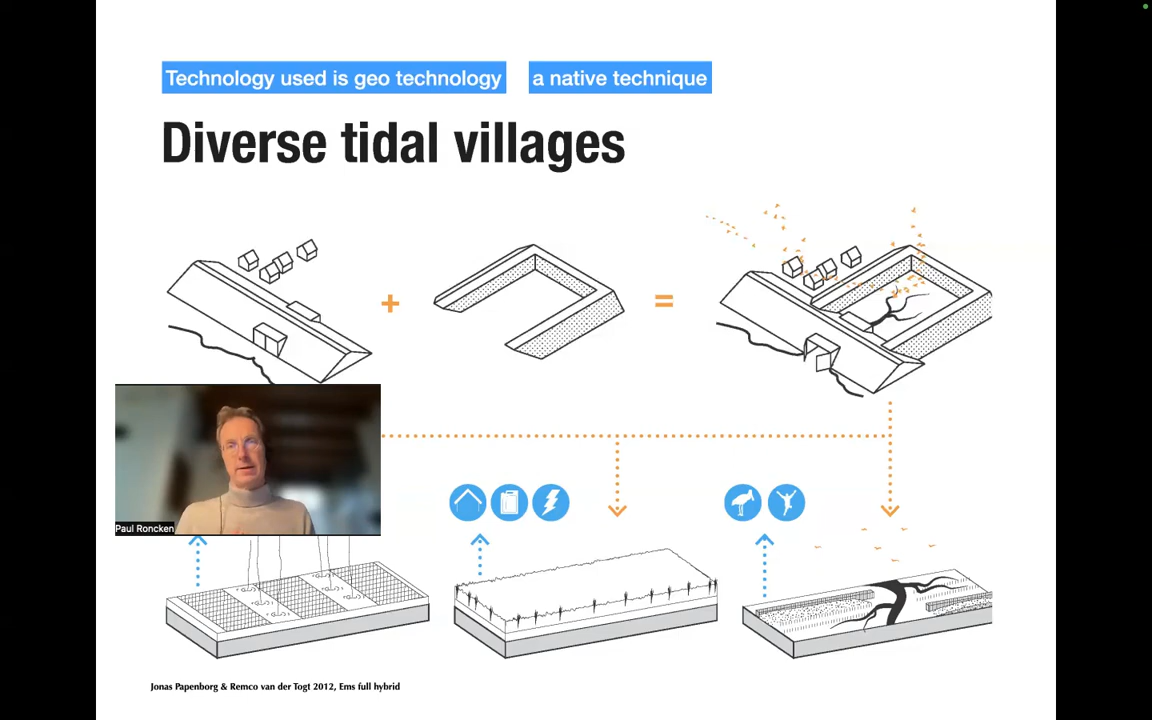 Technology used is geo technology a native technique
Diverse tidal villages
+ =
Paul Roncken
Jonas Papenborg & Remco van der Togt 2012, Ems full hybrid